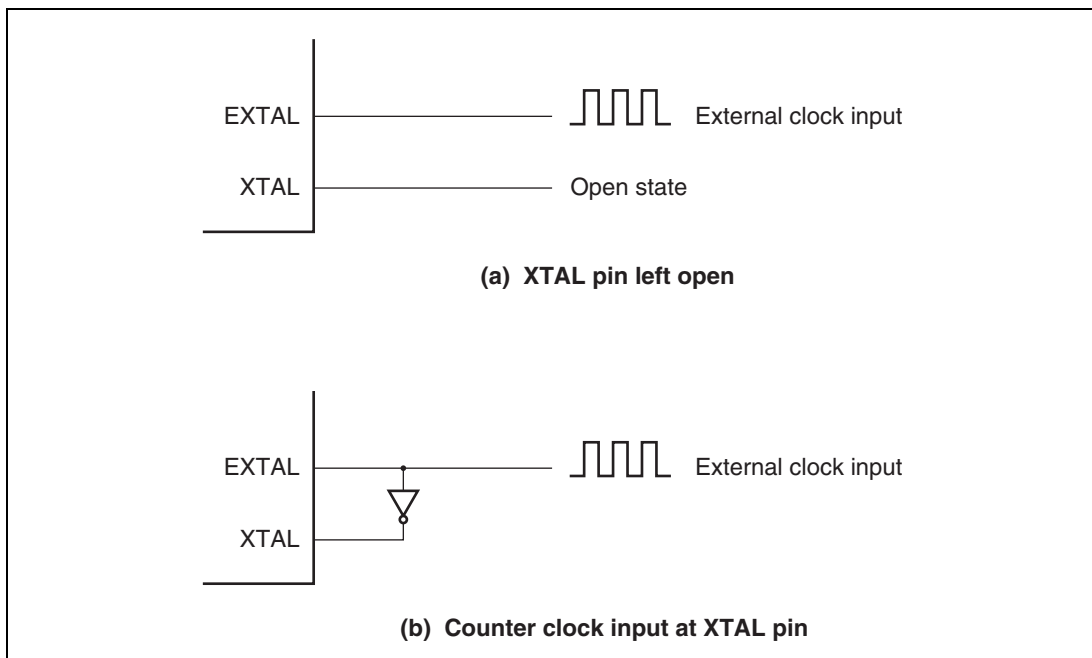 EXTAL
External clock input
XTAL
Open state
(a) XTAL pin left open
EXTAL
External clock input
XTAL
(b) Counter clock input at XTAL pin